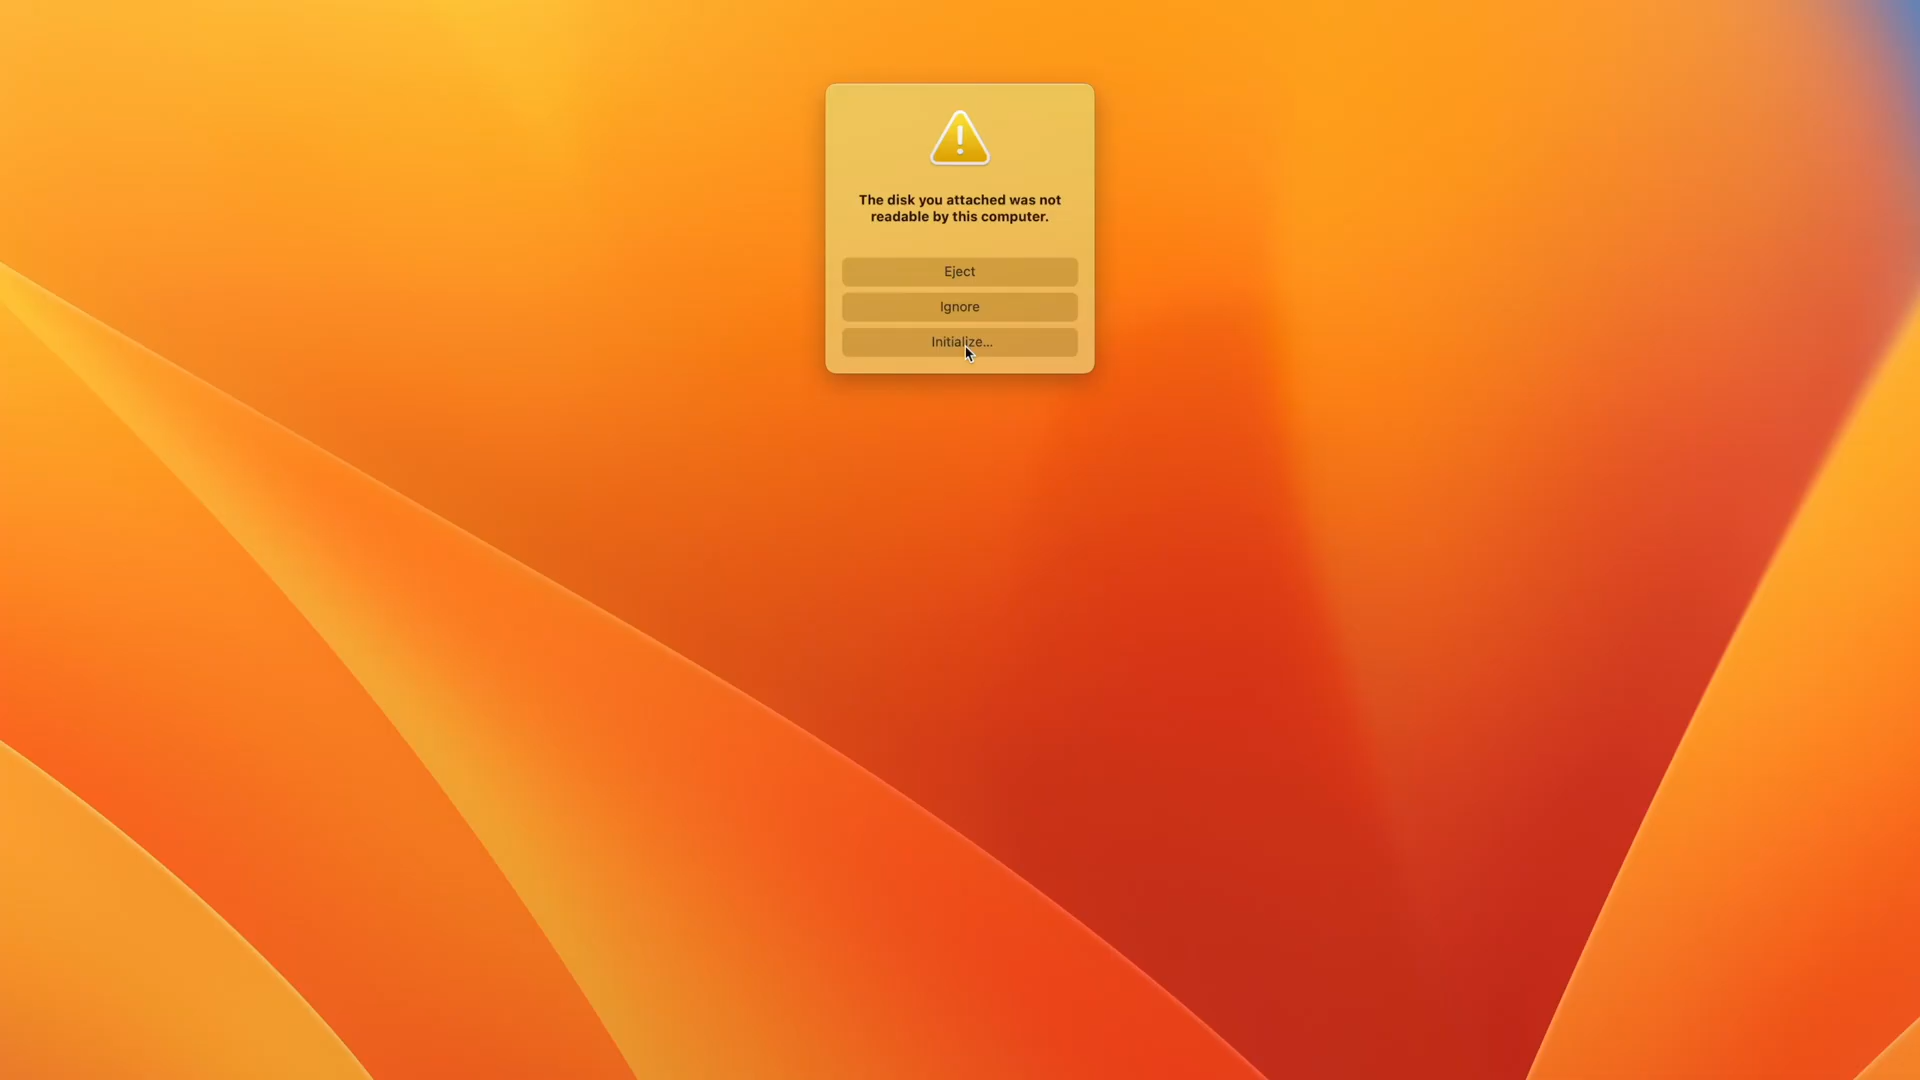 The disk you attached was not
readable by this computer.
Eject
Ignore
Initialize...